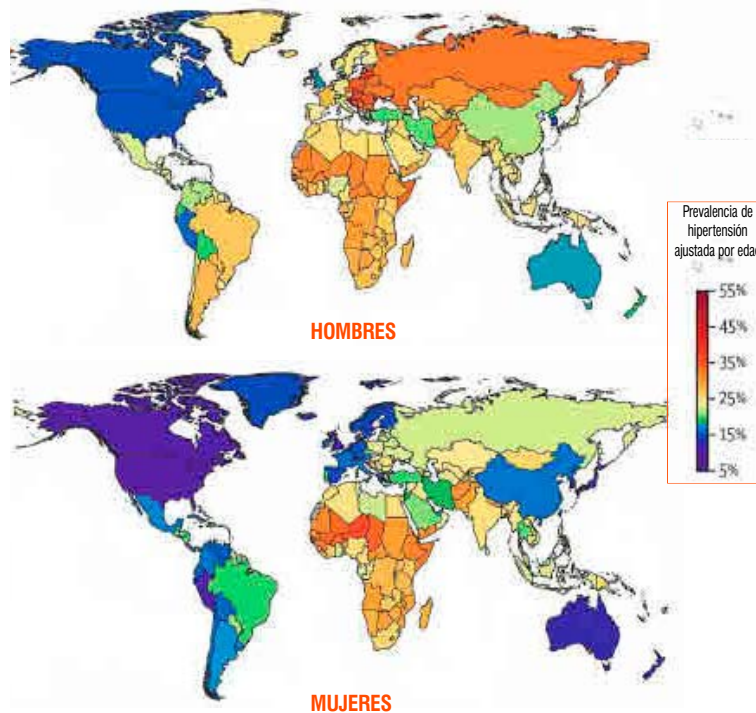 HOMBRES
Prevalencia de
hipertensión
ajustada por edad
55%
45%
35%
25%
15%
5%
MUJERES